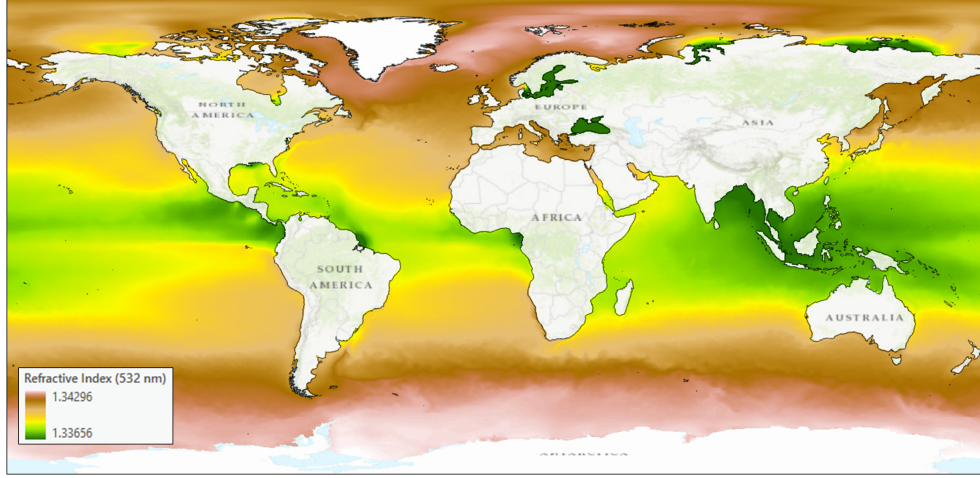 NORTH
AMERICA
EUROPE
ASIA
AFRICA
SOUTH
AMERICA
AUSTRALIA
Refractive Index (532 nm)
1.34296
1.33656